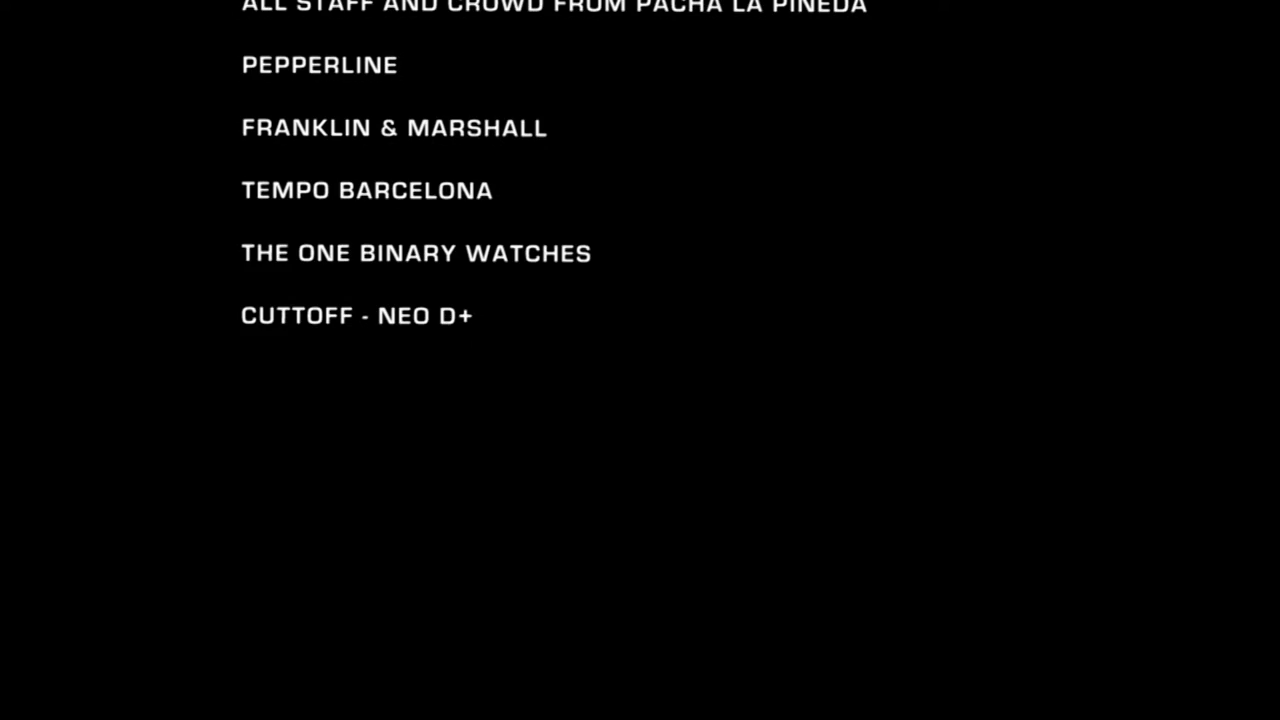 ALL STAFF AND CROWD FROM PACHA LA PINEDA
PEPPERLINE
FRANKLIN & MARSHALL
TEMPO BARCELONA
THE ONE BINARY WATCHES
CUTTOFF - NEO D+